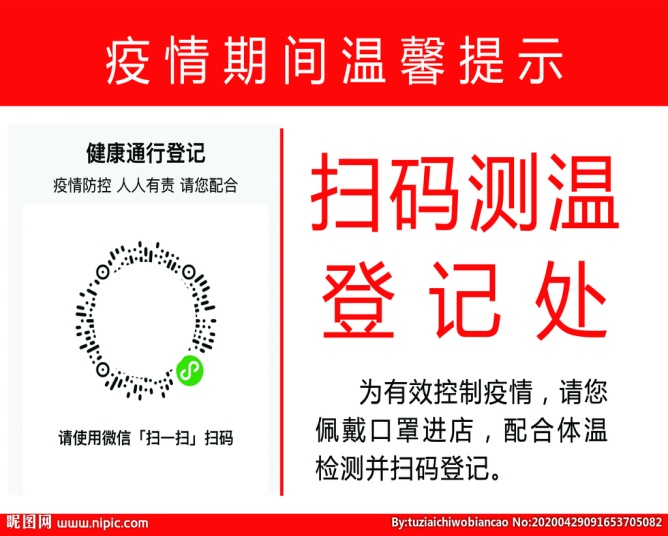 疫情期间温馨提示
健康通行登记
疫情防控 人人有责 请您配合
请使用微信「扫一扫」扫码
扫码测温
登记处
为有效控制疫情，请您
佩戴口罩进店，配合体温
检测并扫码登记。
昵图网 www.nipic.com
By:tuziaichiwobiancao No:20200429091653705082